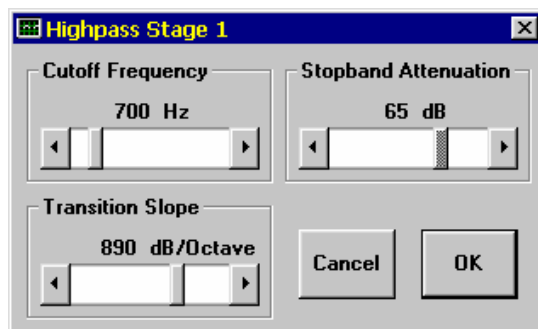 Highpass Stage 1
Cutoff Frequency
700 Hz
Stopband Attenuation
65 dB
Transition Slope
890 dB/Octave
Cancel
OK